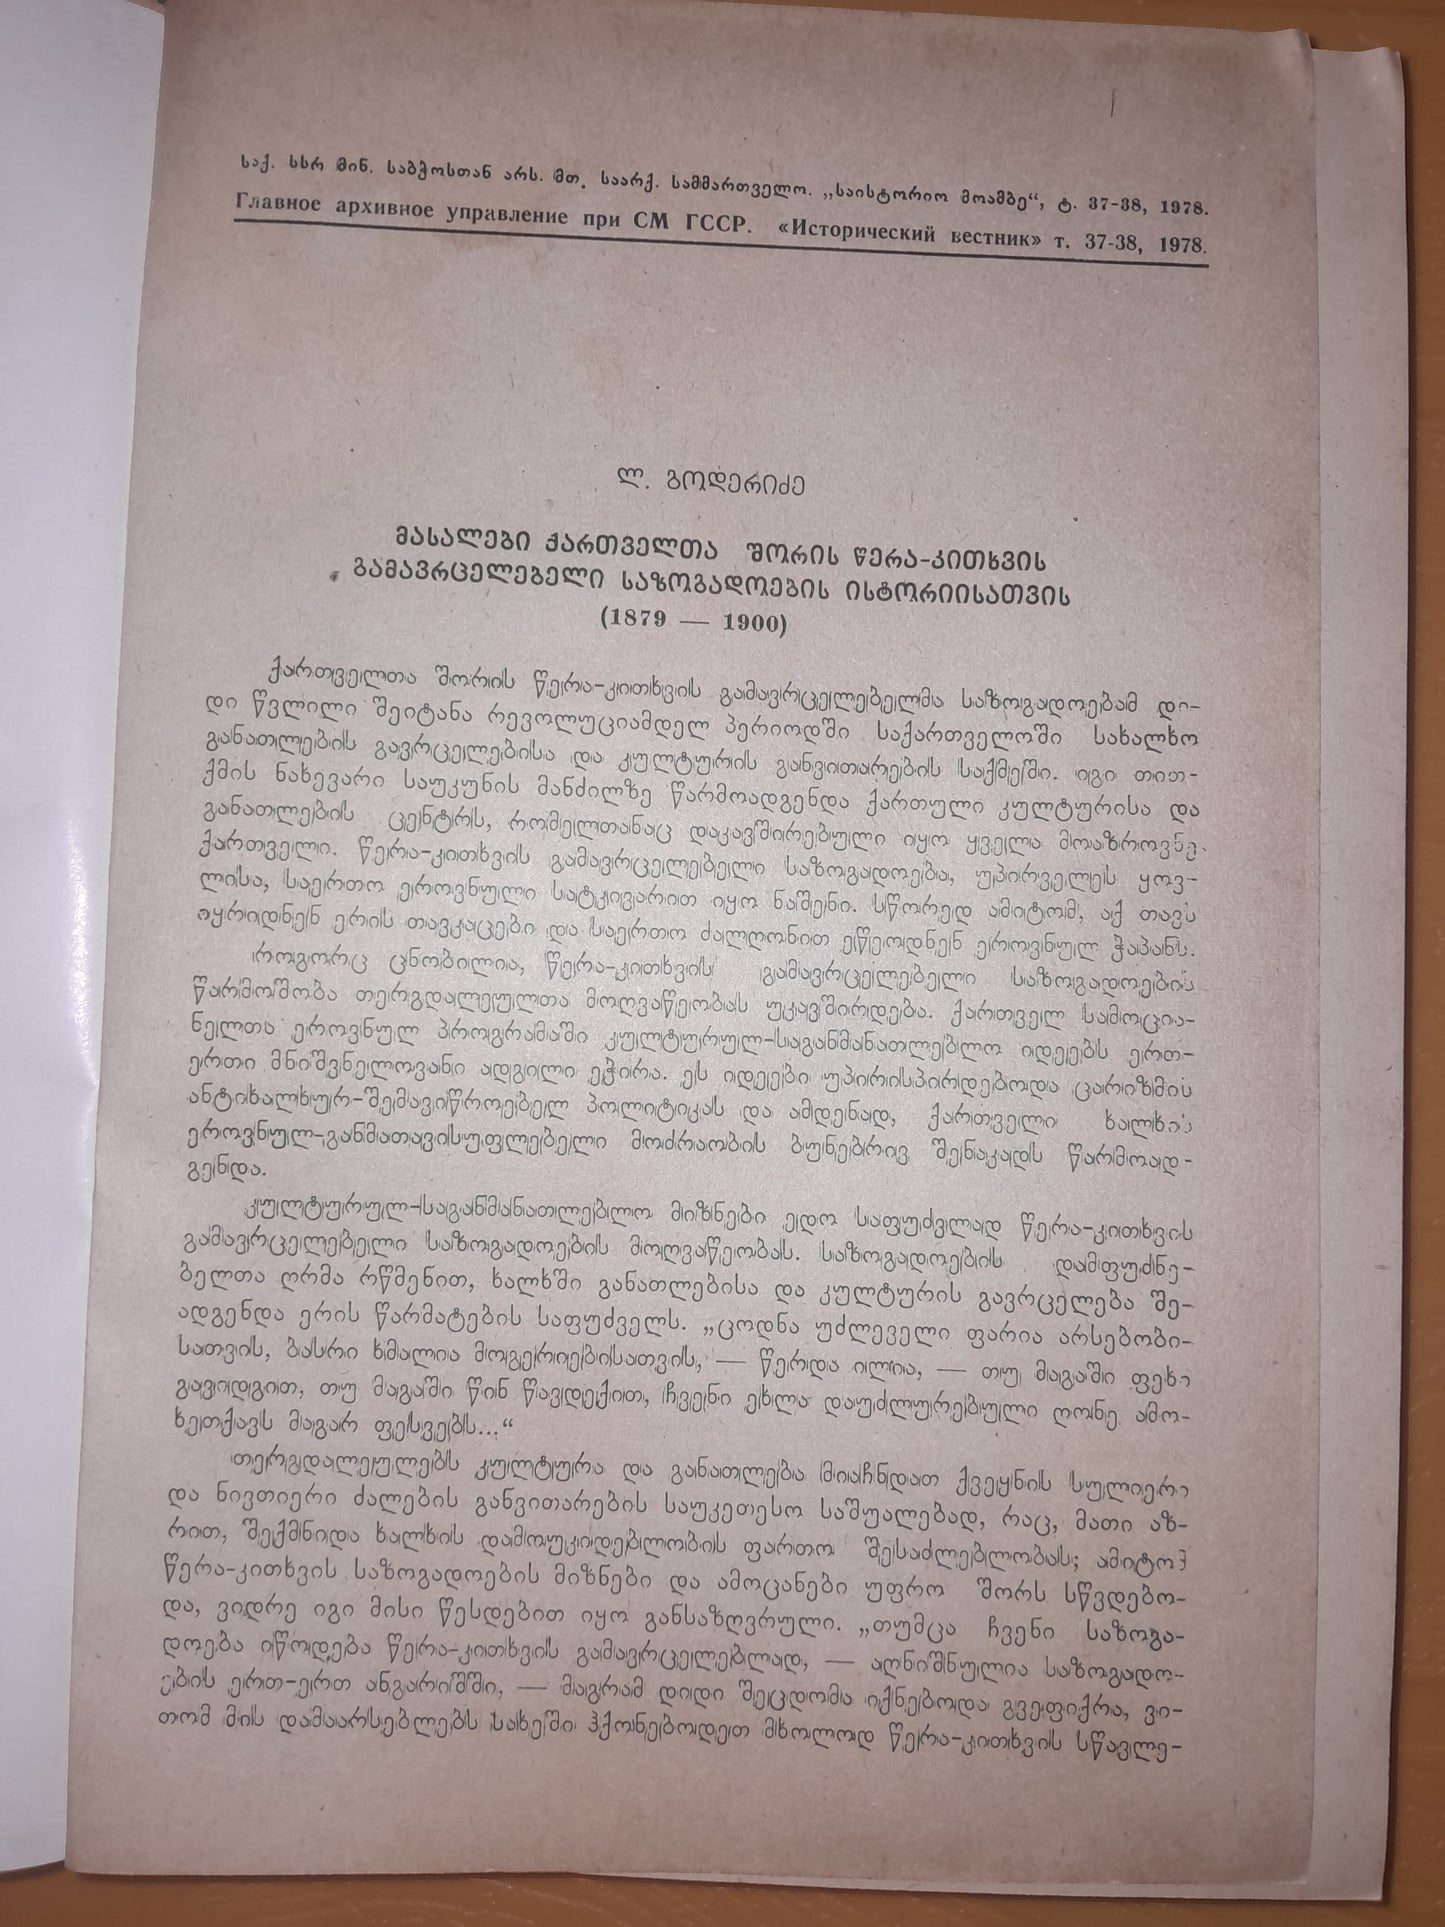 საქ. სსრ მინ. საბჭოსთან არს. მთ. საარქ. სამმართველო. „საისტორიო მოამბე“, ტ. 37-38, 1978.
Главное архивное управление при СМ ГССР. «Исторический вестник» т. 37-38, 1978.
ლ. გოდერიძე
მასალები ქართველთა შორის წერა-კითხვის
გამავრცელებელი საზოგადოების ისტორიისათვის
(1879 — 1900)
ქართველთა შორის წერა-კითხვის გამავრცელებელმა საზოგადოებამ დი-
დი წვლილი შეიტანა რევოლუციამდელ პერიოდში საქართველოში სახალხო
განათლების გავრცელებისა და კულტურის განვითარების საქმეში. იგი თით-
ქმის ნახევარი საუკუნის მანძილზე წარმოადგენდა ქართული კულტურისა და
განათლების ცენტრს, რომელთანაც დაკავშირებული იყო ყველა მოაზროვნე
ქართველი. წერა-კითხვის გამავრცელებელი საზოგადოება, უპირველეს ყოვ-
ლისა, საერთო ეროვნული სატკივარით იყო ნაშენი. სწორედ ამიტომ, აქ თავს
იყრიდნენ ერის თავკაცები და საერთო ძალღონით ეწეოდნენ ეროვნულ ჭაპანს.
როგორც ცნობილია, წერა-კითხვის გამავრცელებელი საზოგადოების
წარმოშობა თერგდალეულთა მოღვაწეობას უკავშირდება. ქართველ სამოცია-
ნელთა ეროვნულ პროგრამაში კულტურულ-საგანმანათლებლო იდეებს ერთ-
ერთი მნიშვნელოვანი ადგილი ეჭირა. ეს იდეები უპირისპირდებოდა ცარიზმის
ანტიხალხურ-შემავიწროებელ პოლიტიკას და ამდენად, ქართველი ხალხის
ეროვნულ-განმათავისუფლებელი მოძრაობის ბუნებრივ შენაკადს წარმოად-
გენდა.
კულტურულ-საგანმანათლებლო მიზნები ედო საფუძვლად წერა-კითხვის
გამავრცელებელი საზოგადოების მოღვაწეობას. საზოგადოების დამფუძნე-
ბელთა ღრმა რწმენით, ხალხში განათლებისა და კულტურის გავრცელება შე-
ადგენდა ერის წარმატების საფუძველს. „ცოდნა უძლეველი ფარია არსებობი-
სათვის, ბასრი ხმალია მოგერიებისათვის, — წერდა ილია, — თუ მაგაში ფეხი
გავიდგით, თუ მაგაში წინ წავდექით, ჩვენი ეხლა დაუძლურებული ღონე ამო-
ხეთქავს მაგარ ფესვებს...“
თერგდალეულებს კულტურა და განათლება მიაჩნდათ ქვეყნის სულიერი
და ნივთიერი ძალების განვითარების საუკეთესო საშუალებად, რაც, მათი აზ-
რით, შექმნიდა ხალხის დამოუკიდებლობის ფართო შესაძლებლობას; ამიტომ
წერა-კითხვის საზოგადოების მიზნები და ამოცანები უფრო შორს სწვდებო-
და, ვიდრე იგი მისი წესდებით იყო განსაზღვრული. „თუმცა ჩვენი საზოგა-
დოება იწოდება წერა-კითხვის გამავრცელებლად, — აღნიშნულია საზოგადო-
ების ერთ-ერთ ანგარიშში, — მაგრამ დიდი შეცდომა იქნებოდა გვეფიქრა, ვი-
თომ მის დამაარსებლებს სახეში ჰქონებოდეთ მხოლოდ წერა-კითხვის სწავლე-